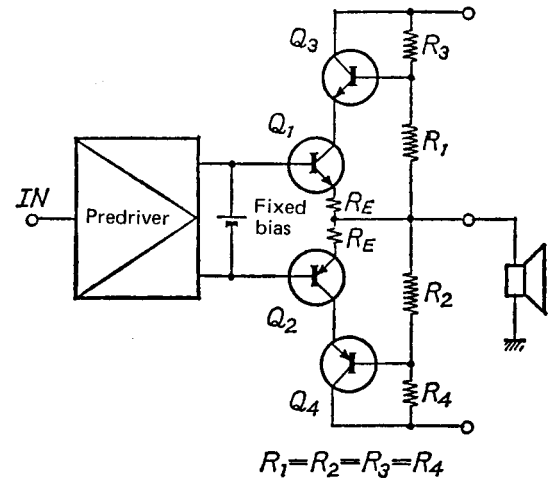 Q3
R3
Q1
R1
IN
Predriver
Fixed
bias
RE
RE
Q2
R2
Q4
R4
R1=R2=R3=R4